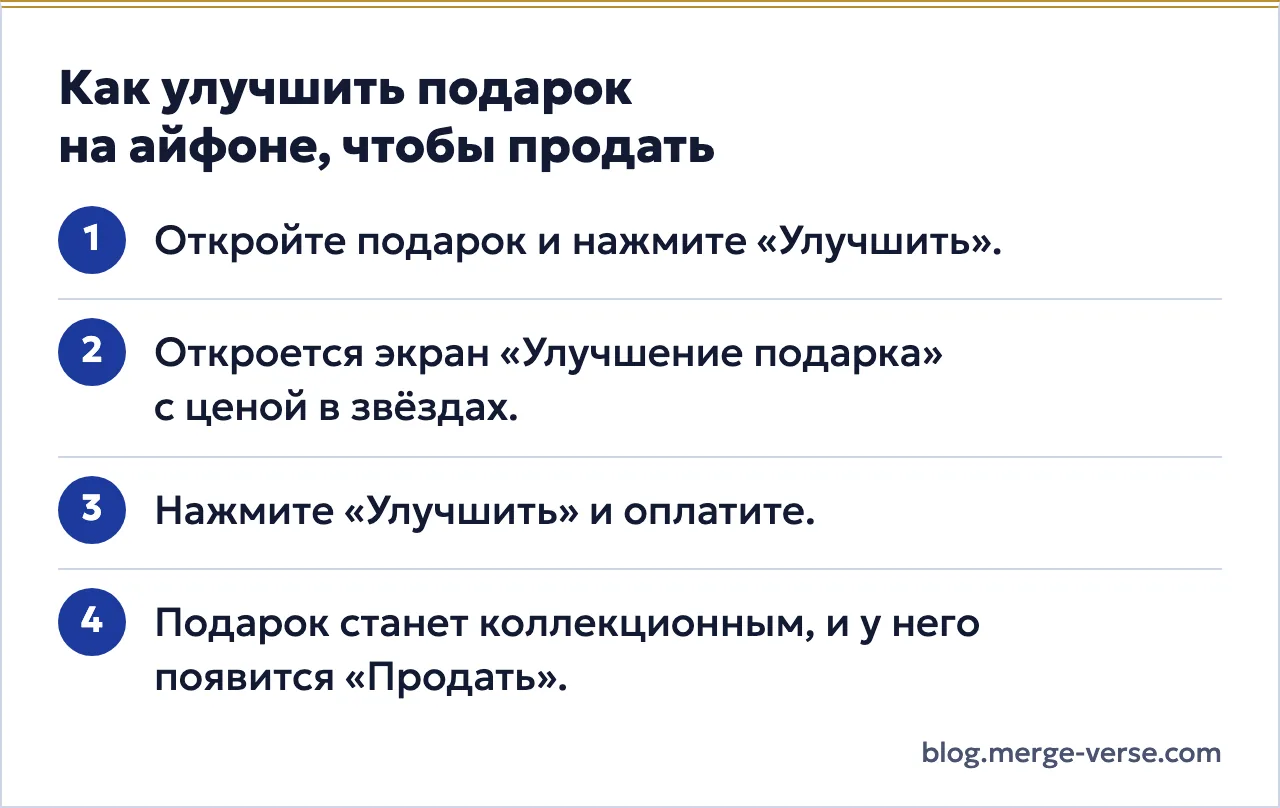 Как улучшить подарок
на айфоне, чтобы продать
1 Откройте подарок и нажмите «Улучшить».
2 Откроется экран «Улучшение подарка»
с ценой в звёздах.
3 Нажмите «Улучшить» и оплатите.
4 Подарок станет коллекционным, и у него
появится «Продать».
blog.merge-verse.com